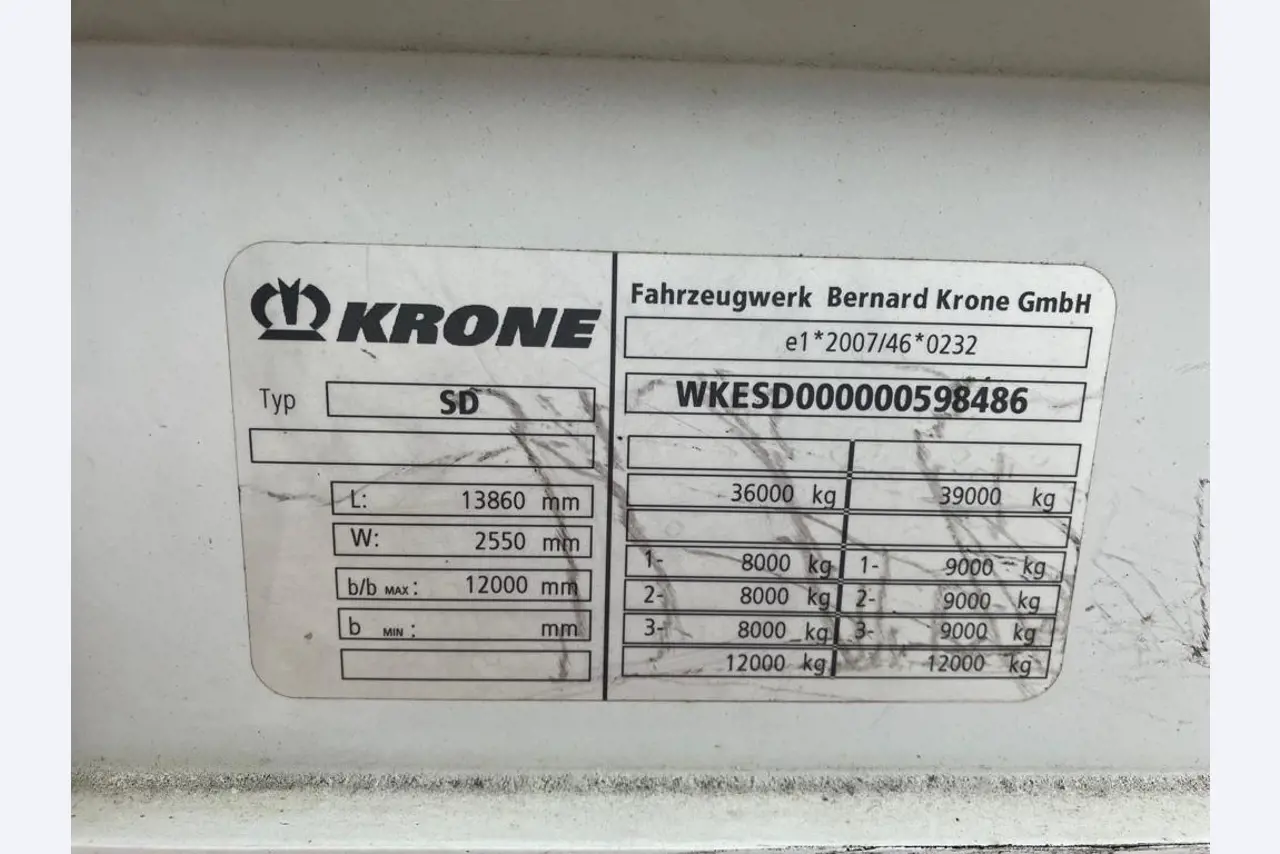 KRONE
Typ SD
L: 13860 mm
W: 2550 mm
b/b MAX: 12000 mm
b MIN: mm
Fahrzeugwerk Bernard Krone GmbH
e1*2007/46*0232
WKESD000000598486
36000 kg 39000 kg
1- 8000 kg 1- 9000 kg
2- 8000 kg 2- 9000 kg
3- 8000 kg 3- 9000 kg
12000 kg 12000 kg